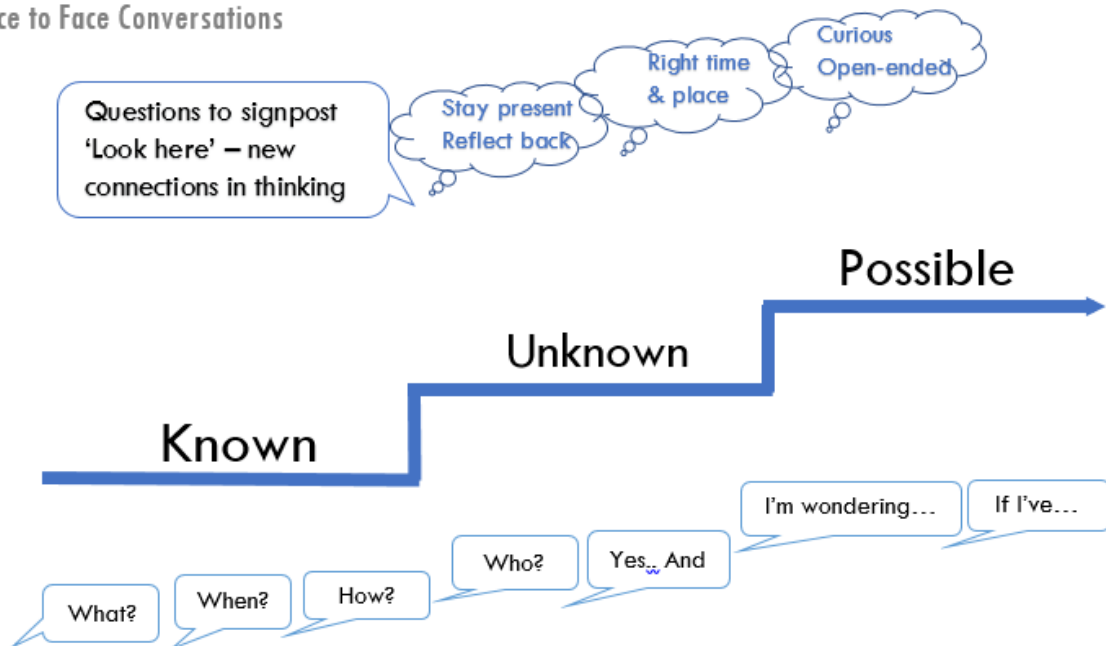 ce to Face Conversations
Curious
Open-ended
Right time
& place
Stay present
Reflect back
Questions to signpost
‘Look here’ – new
connections in thinking
Possible
Unknown
Known
I’m wondering...
If I’ve...
Who?
Yes.. And
What?
When?
How?